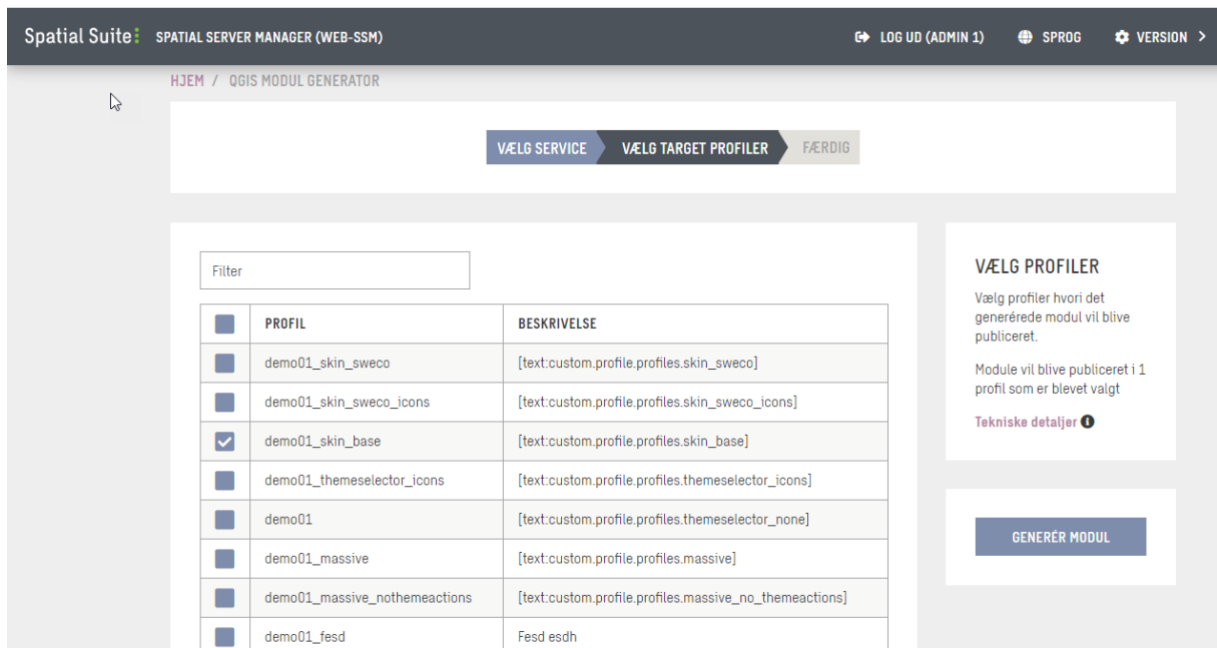 Spatial Suite SPATIAL SERVER MANAGER (WEB-SSM) LOG UD (ADMIN 1) SPROG VERSION >
HJEM / QGIS MODUL GENERATOR
VÆLG SERVICE VÆLG TARGET PROFILER FÆRDIG
Filter
PROFIL BESKRIVELSE
demo01_skin_sweco [text:custom.profile.profiles.skin_sweco]
demo01_skin_sweco_icons [text:custom.profile.profiles.skin_sweco_icons]
demo01_skin_base [text:custom.profile.profiles.skin_base]
demo01_themeselector_icons [text:custom.profile.profiles.themeselector_icons]
demo01 [text:custom.profile.profiles.themeselector_none]
demo01_massive [text:custom.profile.profiles.massive]
demo01_massive_nothemeactions [text:custom.profile.profiles.massive_no_themeactions]
demo01_fesd Fesd esdh
VÆLG PROFILER
Vælg profiler hvori det
generérede modul vil blive
publiceret.
Module vil blive publiceret i 1
profil som er blevet valgt
Tekniske detaljer
GENERÉR MODUL